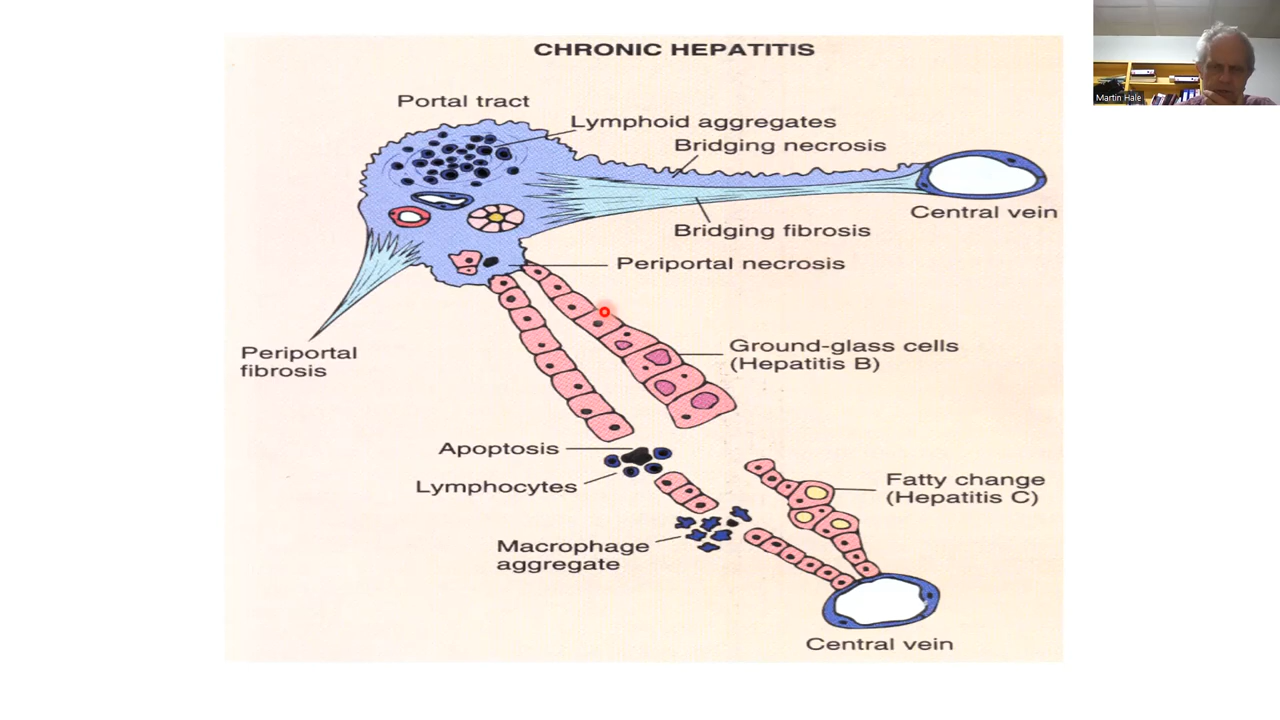 CHRONIC HEPATITIS
Martin Hale
Portal tract
Lymphoid aggregates
Bridging necrosis
Central vein
Bridging fibrosis
Periportal necrosis
Periportal
fibrosis
Ground-glass cells
(Hepatitis B)
Apoptosis
Lymphocytes
Fatty change
(Hepatitis C)
Macrophage
aggregate
Central vein